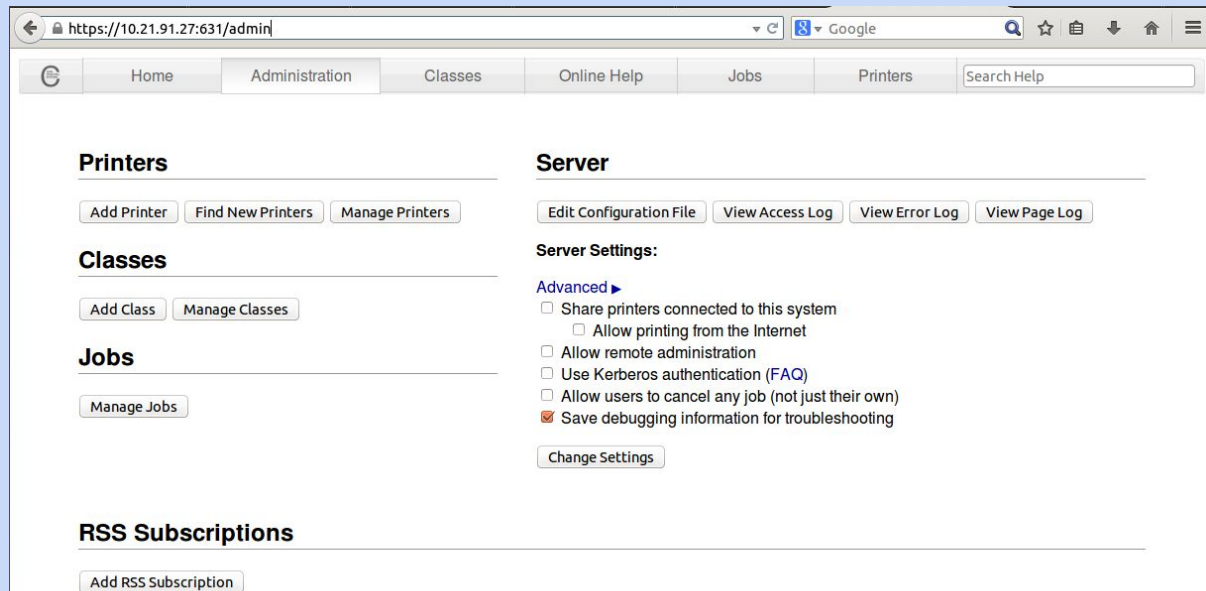 https://10.21.91.27:631/admin
Google
Home Administration Classes Online Help Jobs Printers Search Help
Printers
Add Printer Find New Printers Manage Printers
Classes
Add Class Manage Classes
Jobs
Manage Jobs
Server
Edit Configuration File View Access Log View Error Log View Page Log
Server Settings:
Advanced ▶
Share printers connected to this system
Allow printing from the Internet
Allow remote administration
Use Kerberos authentication (FAQ)
Allow users to cancel any job (not just their own)
Save debugging information for troubleshooting
Change Settings
RSS Subscriptions
Add RSS Subscription